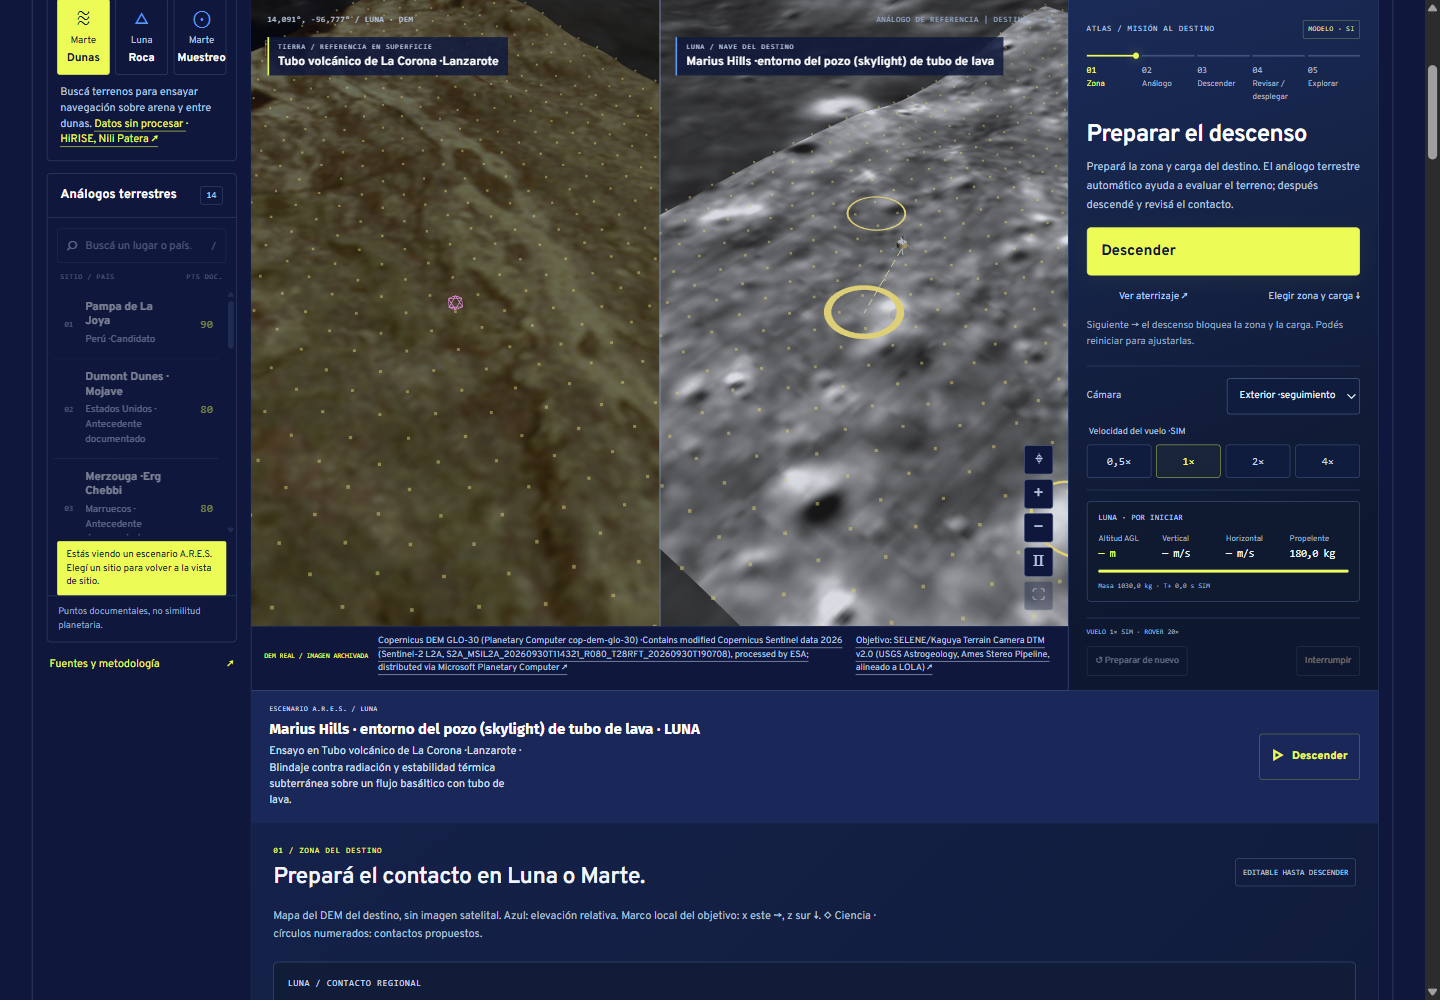 Marte
Dunas
Luna
Roca
Marte
Muestreo
Buscá terrenos para ensayar
navegación sobre arena y entre
dunas. Datos sin procesar ·
HiRISE, Nili Patera ↗
Análogos terrestres
14
Buscá un lugar o país. /
SITIO / PAÍS PTS DOC.
01 Pampa de La Joya
Perú · Candidato
90
02 Dumont Dunes · Mojave
Estados Unidos · Antecedente documentado
80
03 Merzouga · Erg Chebbi
Marruecos · Antecedente
80
Estás viendo un escenario A.R.E.S.
Elegí un sitio para volver a la vista
de sitio.
Puntos documentales, no similitud
planetaria.
Fuentes y metodología ↗
14,091°, -56,777° / LUNA · DEM
ANÁLOGO DE REFERENCIA | DESTIN
TIERRA / REFERENCIA EN SUPERFICIE
Tubo volcánico de La Corona · Lanzarote
LUNA / NAVE DEL DESTINO
Marius Hills · entorno del pozo (skylight) de tubo de lava
DEM REAL / IMAGEN ARCHIVADA
Copernicus DEM GLO-30 (Planetary Computer cop-dem-glo-30) · Contains modified Copernicus Sentinel data 2026
(Sentinel-2 L2A, S2A_MSIL2A_20260930T114321_R080_T28RFT_20260930T190708), processed by ESA;
distributed via Microsoft Planetary Computer ↗
Objetivo: SELENE/Kaguya Terrain Camera DTM
v2.0 (USGS Astrogeology, Ames Stereo Pipeline,
alineado a LOLA) ↗
ATLAS / MISIÓN AL DESTINO
MODELO · SI
01 Zona
02 Análogo
03 Descender
04 Revisar / desplegar
05 Explorar
Preparar el descenso
Prepará la zona y carga del destino. El análogo terrestre
automático ayuda a evaluar el terreno; después
descendé y revisá el contacto.
Descender
Ver aterrizaje ↗
Elegir zona y carga ↓
Siguiente → el descenso bloquea la zona y la carga. Podés
reiniciar para ajustarlas.
Cámara
Exterior · seguimiento
Velocidad del vuelo · SIM
0,5× 1× 2× 4×
LUNA · POR INICIAR
Altitud AGL Vertical Horizontal Propelente
— m — m/s — m/s 180,0 kg
Masa 1030,0 kg · T+ 0,0 s SIM
VUELO 1× SIM · ROVER 20×
↺ Preparar de nuevo
Interrumpir
ESCENARIO A.R.E.S. / LUNA
Marius Hills · entorno del pozo (skylight) de tubo de lava · LUNA
Ensayo en Tubo volcánico de La Corona · Lanzarote ·
Blindaje contra radiación y estabilidad térmica
subterránea sobre un flujo basáltico con tubo de
lava.
Descender
01 / ZONA DEL DESTINO
Prepará el contacto en Luna o Marte.
EDITABLE HASTA DESCENDER
Mapa del DEM del destino, sin imagen satelital. Azul: elevación relativa. Marco local del objetivo: x este →, z sur ↓. ◇ Ciencia ·
círculos numerados: contactos propuestos.
LUNA / CONTACTO REGIONAL